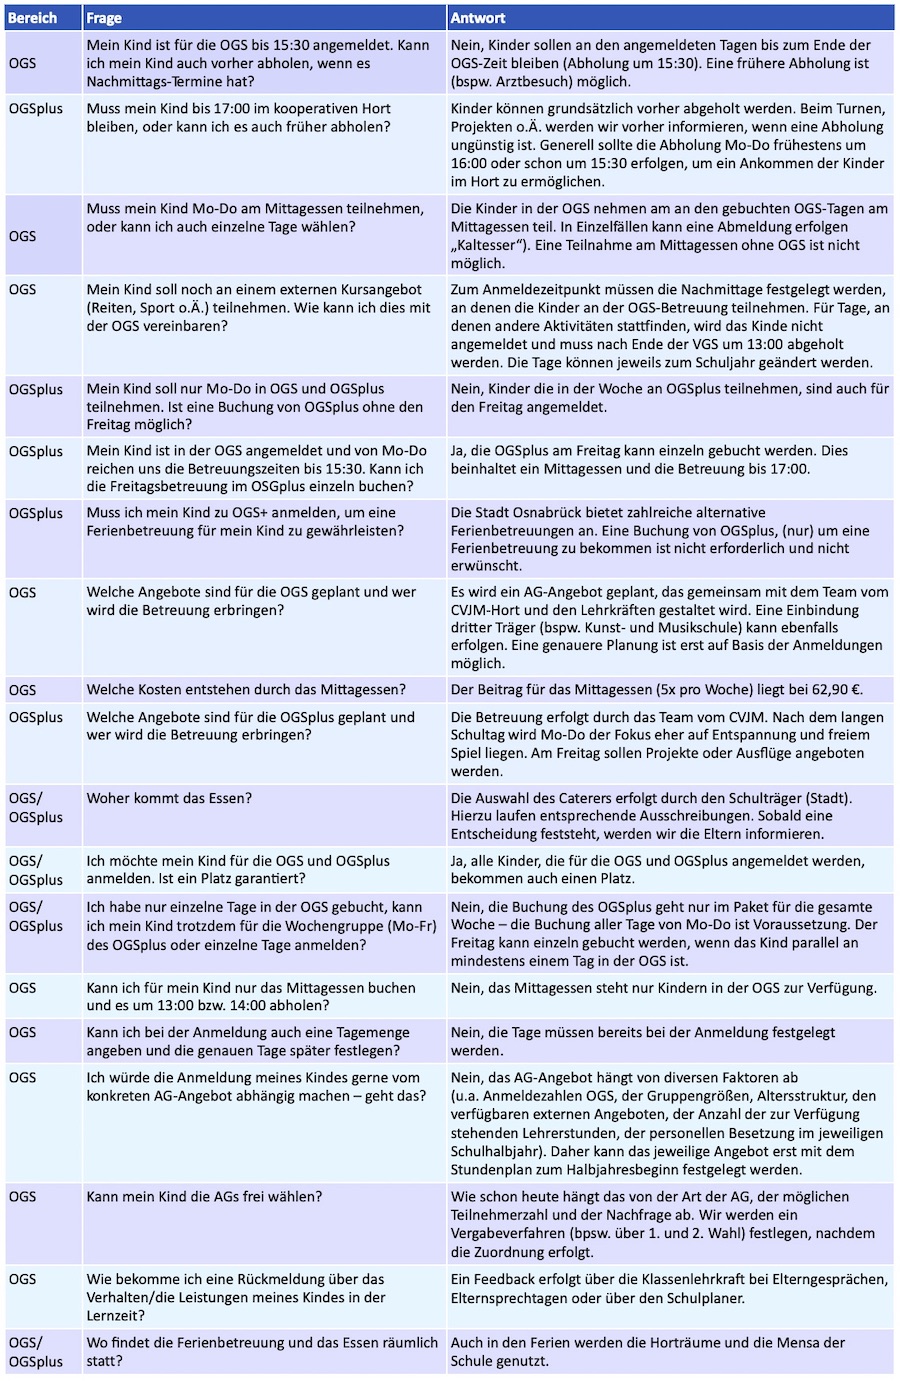 Bereich Frage Antwort
OGS
Mein Kind ist für die OGS bis 15:30 angemeldet. Kann
ich mein Kind auch vorher abholen, wenn es
Nachmittags-Termine hat?
Nein, Kinder sollen an den angemeldeten Tagen bis zum Ende der
OGS-Zeit bleiben (Abholung um 15:30). Eine frühere Abholung ist
(bspw. Arztbesuch) möglich.
OGSplus
Muss mein Kind bis 17:00 im kooperativen Hort
bleiben, oder kann ich es auch früher abholen?
Kinder können grundsätzlich vorher abgeholt werden. Beim Turnen,
Projekten o.Ä. werden wir vorher informieren, wenn eine Abholung
ungünstig ist. Generell sollte die Abholung Mo-Do frühestens um
16:00 oder schon um 15:30 erfolgen, um ein Ankommen der Kinder
im Hort zu ermöglichen.
OGS
Muss mein Kind Mo-Do am Mittagessen teilnehmen,
oder kann ich auch einzelne Tage wählen?
Die Kinder in der OGS nehmen am an den gebuchten OGS-Tagen am
Mittagessen teil. In Einzelfällen kann eine Abmeldung erfolgen
„Kaltesser“). Eine Teilnahme am Mittagessen ohne OGS ist nicht
möglich.
OGS
Mein Kind soll noch an einem externen Kursangebot
(Reiten, Sport o.Ä.) teilnehmen. Wie kann ich dies mit
der OGS vereinbaren?
Zum Anmeldezeitpunkt müssen die Nachmittage festgelegt werden,
an denen die Kinder an der OGS-Betreuung teilnehmen. Für Tage, an
denen andere Aktivitäten stattfinden, wird das Kinde nicht
angemeldet und muss nach Ende der VGS um 13:00 abgeholt
werden. Die Tage können jeweils zum Schuljahr geändert werden.
OGSplus
Mein Kind soll nur Mo-Do in OGS und OGSplus
teilnehmen. Ist eine Buchung von OGSplus ohne den
Freitag möglich?
Nein, Kinder die in der Woche an OGSplus teilnehmen, sind auch für
den Freitag angemeldet.
OGSplus
Mein Kind ist in der OGS angemeldet und von Mo-Do
reichen uns die Betreuungszeiten bis 15:30. Kann ich
die Freitagsbetreuung im OSGplus einzeln buchen?
Ja, die OGSplus am Freitag kann einzeln gebucht werden. Dies
beinhaltet ein Mittagessen und die Betreuung bis 17:00.
OGSplus
Muss ich mein Kind zu OGS+ anmelden, um eine
Ferienbetreuung für mein Kind zu gewährleisten?
Die Stadt Osnabrück bietet zahlreiche alternative
Ferienbetreuungen an. Eine Buchung von OGSplus, (nur) um eine
Ferienbetreuung zu bekommen ist nicht erforderlich und nicht
erwünscht.
OGS
Welche Angebote sind für die OGS geplant und wer
wird die Betreuung erbringen?
Es wird ein AG-Angebot geplant, das gemeinsam mit dem Team vom
CVJM-Hort und den Lehrkräften gestaltet wird. Eine Einbindung
dritter Träger (bspw. Kunst- und Musikschule) kann ebenfalls
erfolgen. Eine genauere Planung ist erst auf Basis der Anmeldungen
möglich.
OGS
Welche Kosten entstehen durch das Mittagessen?
Der Beitrag für das Mittagessen (5x pro Woche) liegt bei 62,90 €.
OGSplus
Welche Angebote sind für die OGSplus geplant und
wer wird die Betreuung erbringen?
Die Betreuung erfolgt durch das Team vom CVJM. Nach dem langen
Schultag wird Mo-Do der Fokus eher auf Entspannung und freiem
Spiel liegen. Am Freitag sollen Projekte oder Ausflüge angeboten
werden.
OGS/
OGSplus
Woher kommt das Essen?
Die Auswahl des Caterers erfolgt durch den Schulträger (Stadt).
Hierzu laufen entsprechende Ausschreibungen. Sobald eine
Entscheidung feststeht, werden wir die Eltern informieren.
OGS/
OGSplus
Ich möchte mein Kind für die OGS und OGSplus
anmelden. Ist ein Platz garantiert?
Ja, alle Kinder, die für die OGS und OGSplus angemeldet werden,
bekommen auch einen Platz.
OGS/
OGSplus
Ich habe nur einzelne Tage in der OGS gebucht, kann
ich mein Kind trotzdem für die Wochengruppe (Mo-Fr)
des OGSplus oder einzelne Tage anmelden?
Nein, die Buchung des OGSplus geht nur im Paket für die gesamte
Woche – die Buchung aller Tage von Mo-Do ist Voraussetzung. Der
Freitag kann einzeln gebucht werden, wenn das Kind parallel an
mindestens einem Tag in der OGS ist.
OGS
Kann ich für mein Kind nur das Mittagessen buchen
und es um 13:00 bzw. 14:00 abholen?
Nein, das Mittagessen steht nur Kindern in der OGS zur Verfügung.
OGS
Kann ich bei der Anmeldung auch eine Tagemenge
angeben und die genauen Tage später festlegen?
Nein, die Tage müssen bereits bei der Anmeldung festgelegt
werden.
OGS
Ich würde die Anmeldung meines Kindes gerne vom
konkreten AG-Angebot abhängig machen – geht das?
Nein, das AG-Angebot hängt von diversen Faktoren ab
(u.a. Anmeldezahlen OGS, der Gruppengrößen, Altersstruktur, den
verfügbaren externen Angeboten, der Anzahl der zur Verfügung
stehenden Lehrerstunden, der personellen Besetzung im jeweiligen
Schulhalbjahr). Daher kann das jeweilige Angebot erst mit dem
Stundenplan zum Halbjahresbeginn festgelegt werden.
OGS
Kann mein Kind die AGs frei wählen?
Wie schon heute hängt das von der Art der AG, der möglichen
Teilnehmerzahl und der Nachfrage ab. Wir werden ein
Vergabeverfahren (bpsw. über 1. und 2. Wahl) festlegen, nachdem
die Zuordnung erfolgt.
OGS
Wie bekomme ich eine Rückmeldung über das
Verhalten/die Leistungen meines Kindes in der
Lernzeit?
Ein Feedback erfolgt über die Klassenlehrkraft bei Elterngesprächen,
Elternsprechtagen oder über den Schulplaner.
OGS/
OGSplus
Wo findet die Ferienbetreuung und das Essen räumlich
statt?
Auch in den Ferien werden die Horträume und die Mensa der
Schule genutzt.